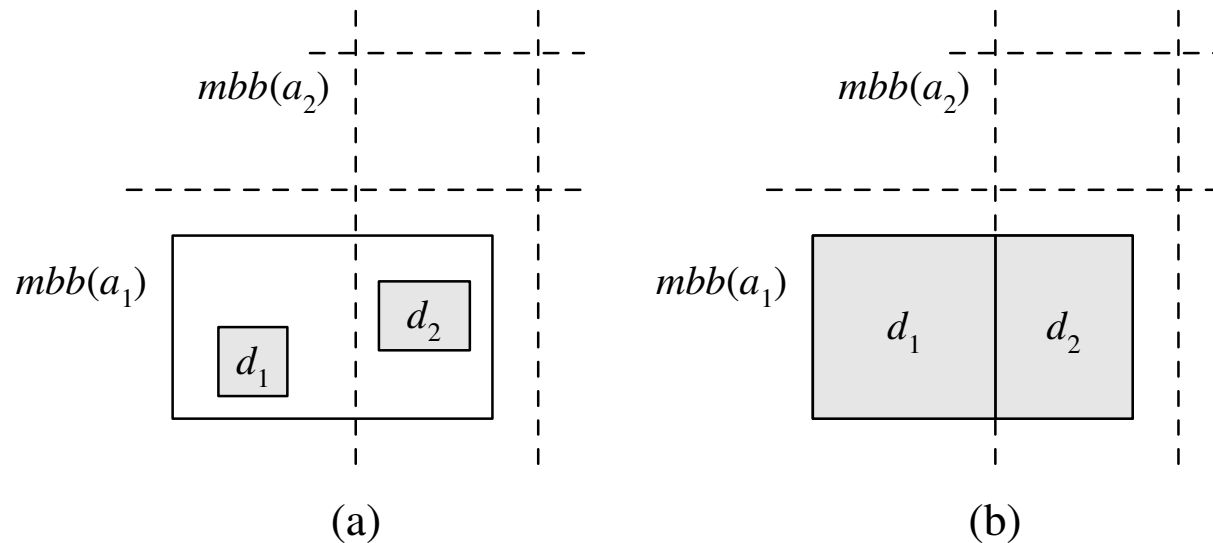 mbb(a₂) mbb(a₂)
mbb(a₁) mbb(a₁)
d₂
d₁ d₂
d₁
(a) (b)